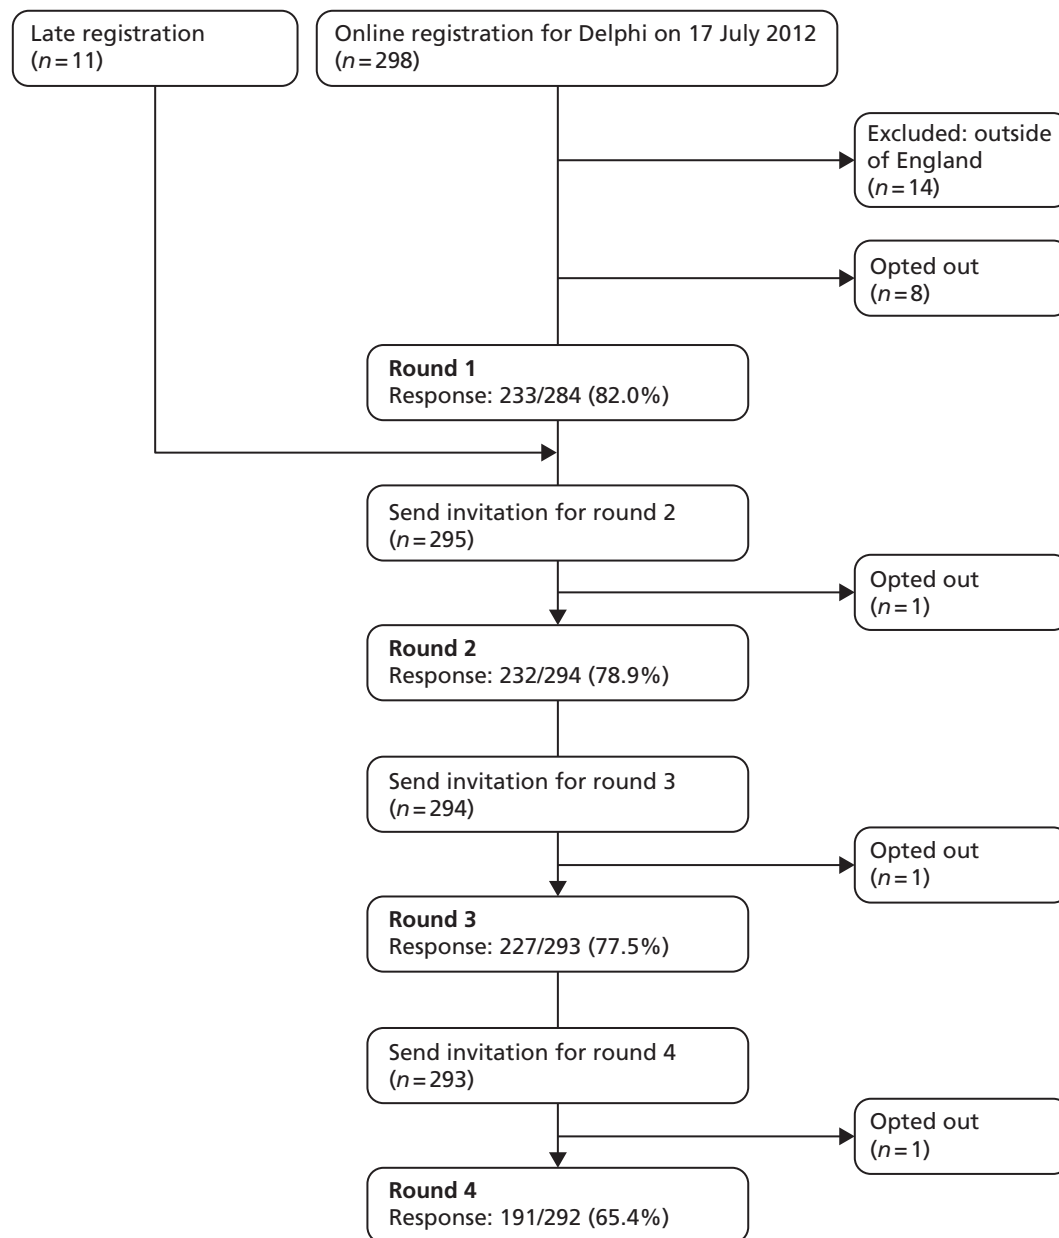 Late registration
(n=11)
Online registration for Delphi on 17 July 2012
(n=298)
Excluded: outside
of England
(n=14)
Opted out
(n=8)
Round 1
Response: 233/284 (82.0%)
Send invitation for round 2
(n=295)
Opted out
(n=1)
Round 2
Response: 232/294 (78.9%)
Send invitation for round 3
(n=294)
Opted out
(n=1)
Round 3
Response: 227/293 (77.5%)
Send invitation for round 4
(n=293)
Opted out
(n=1)
Round 4
Response: 191/292 (65.4%)